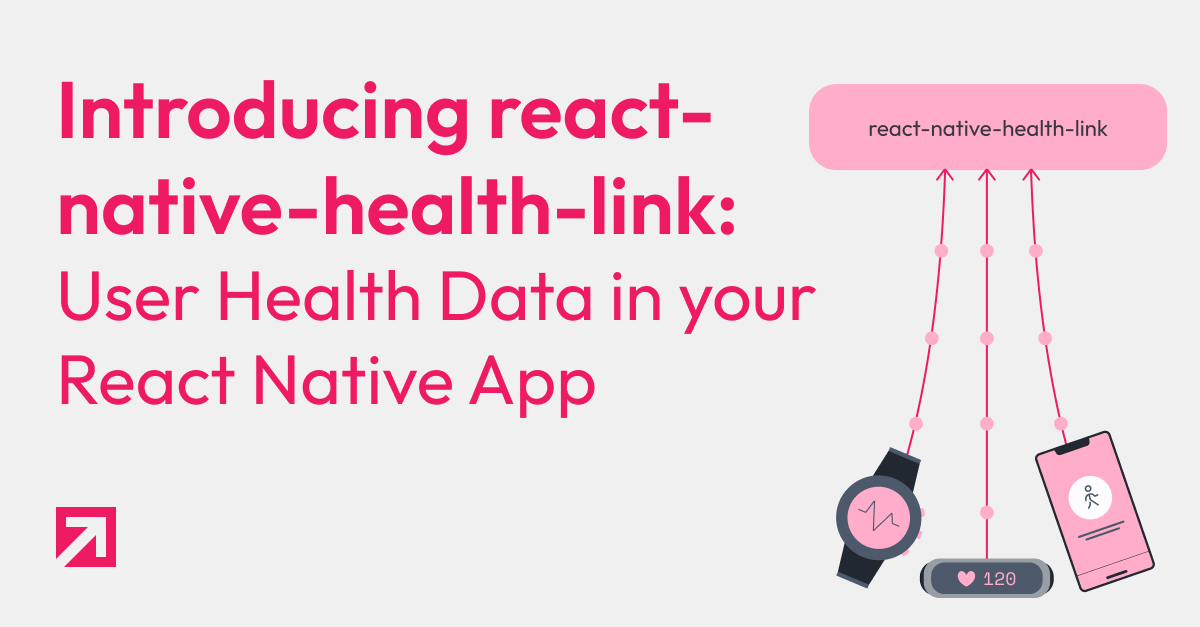 Introducing react-
native-health-link:
User Health Data in your
React Native App
react-native-health-link
120